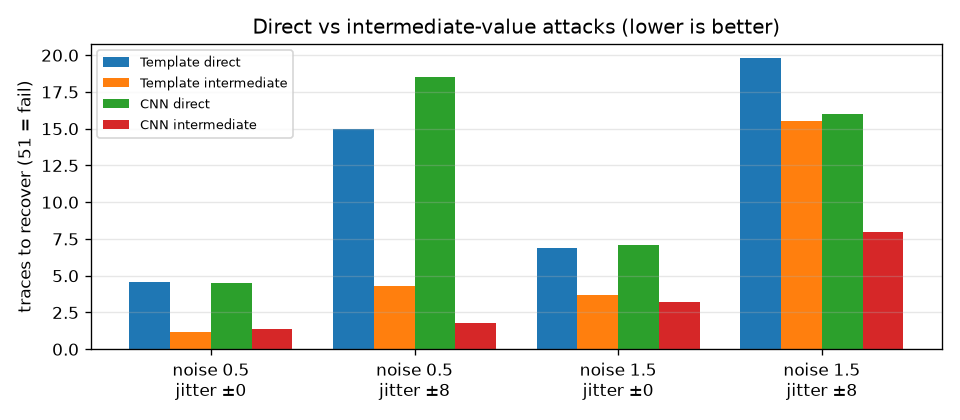 Direct vs intermediate-value attacks (lower is better)
traces to recover (51 = fail)
20.0
17.5
15.0
12.5
10.0
7.5
5.0
2.5
0.0
Template direct
Template intermediate
CNN direct
CNN intermediate
noise 0.5
jitter ±0
noise 0.5
jitter ±8
noise 1.5
jitter ±0
noise 1.5
jitter ±8